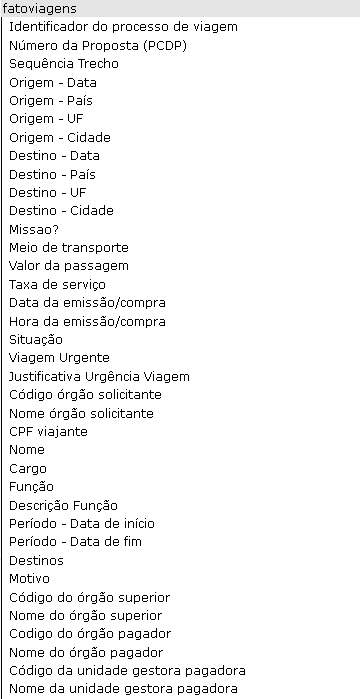 fatoviagens
Identificador do processo de viagem
Número da Proposta (PCDP)
Sequência Trecho
Origem - Data
Origem - País
Origem - UF
Origem - Cidade
Destino - Data
Destino - País
Destino - UF
Destino - Cidade
Missao?
Meio de transporte
Valor da passagem
Taxa de serviço
Data da emissão/compra
Hora da emissão/compra
Situação
Viagem Urgente
Justificativa Urgência Viagem
Código órgão solicitante
Nome órgão solicitante
CPF viajante
Nome
Cargo
Função
Descrição Função
Período - Data de início
Período - Data de fim
Destinos
Motivo
Código do órgão superior
Nome do órgão superior
Codigo do órgão pagador
Nome do órgão pagador
Código da unidade gestora pagadora
Nome da unidade gestora pagadora